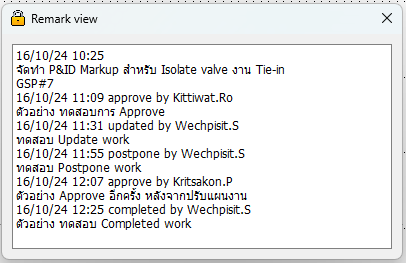 Remark view
16/10/24 10:25
จัดทำ P&ID Markup สำหรับ Isolate valve งาน Tie-in
GSP#7
16/10/24 11:09 approve by Kittiwat.Ro
ตัวอย่าง ทดสอบการ Approve
16/10/24 11:31 updated by Wechpisit.S
ทดสอบ Update work
16/10/24 11:55 postpone by Wechpisit.S
ทดสอบ Postpone work
16/10/24 12:07 approve by Kritsakon.P
ตัวอย่าง Approve อีกครั้ง หลังจากปรับแผนงาน
16/10/24 12:25 completed by Wechpisit.S
ตัวอย่าง ทดสอบ Completed work